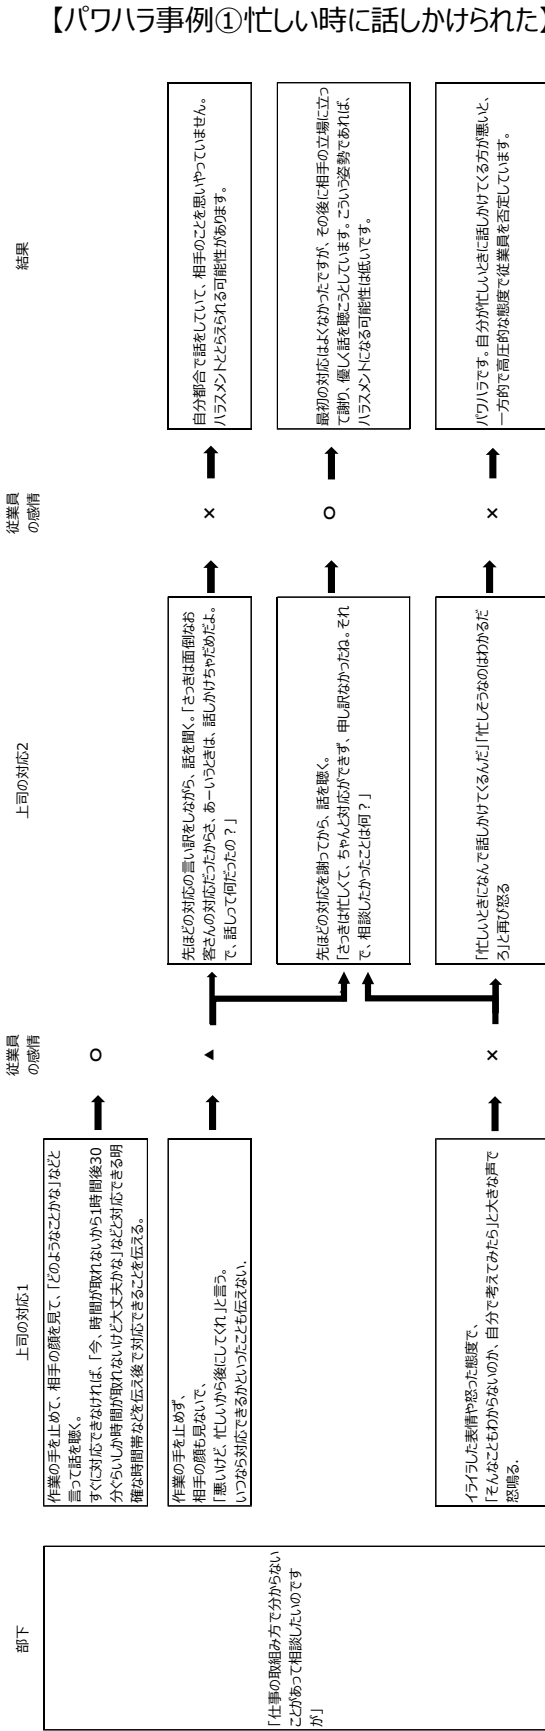 【パワハラ事例①忙しい時に話しかけられた】
部下
上司の対応1
従業員
の感情
上司の対応2
従業員
の感情
結果
「仕事の取組み方で分からない
ことがあって相談したいのです
が」
作業の手を止めて、相手の顔を見て、「どのようなことかな」などと
言って話を聴く。
すぐに対応できなければ、「今、時間が取れないから1時間後30
分ぐらいしか時間が取れないけど大丈夫かな」などと対応できる明
確な時間帯などを伝え後で対応できることを伝える。
○
作業の手を止めず、
相手の顔も見ないで、
「悪いけど、忙しいから後にしてくれ」と言う。
いつなら対応できるかといったことも伝えない、
▲
先ほどの対応の言い訳をしながら、話を聞く。「さっきは面倒なお
客さんの対応だったからさ、あーいうときは、話しかけちゃだめだよ。
で、話しって何だったの？」
×
自分都合で話をしていて、相手のことを思いやっていません。
ハラスメントととらえられる可能性があります。
先ほどの対応を謝ってから、話を聴く。
「さっきは忙しくて、ちゃんと対応ができず、申し訳なかったね。それ
で、相談したかったことは何？」
○
最初の対応はよくなかったですが、その後に相手の立場に立っ
て謝り、優しく話を聴こうとしています。こういう姿勢であれば、
ハラスメントになる可能性は低いです。
イライラした表情や怒った態度で、
「そんなこともわからないのか、自分で考えてみたら」と大きな声で
怒鳴る.
×
「忙しいときになんで話しかけてくるんだ」「忙しそうなのはわかるだ
ろ」と再び怒る
×
パワハラです。自分が忙しいときに話しかけてくる方が悪いと、
一方的で高圧的な態度で従業員を否定しています。